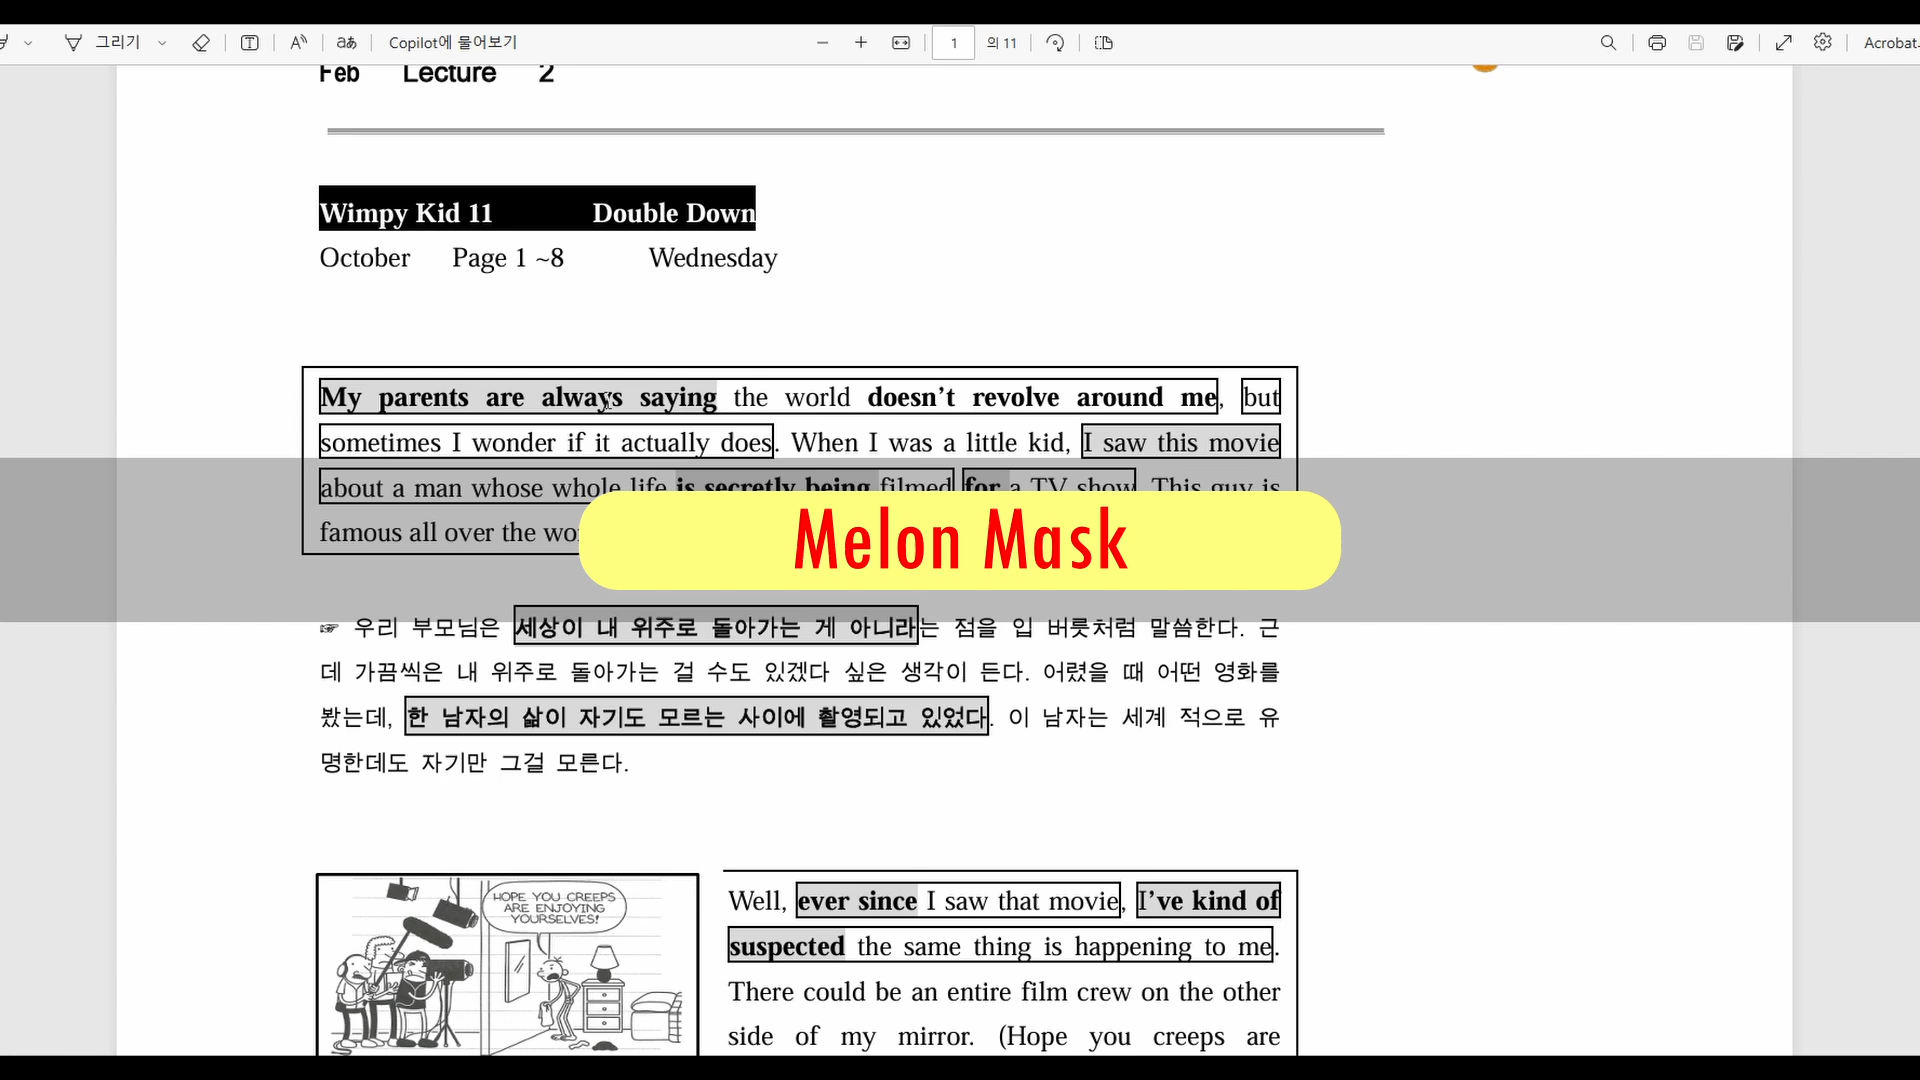 그리기
Copilot에 물어보기
1 의 11
Acrobat
Feb Lecture 2
Wimpy Kid 11 Double Down
October Page 1 ~8 Wednesday
My parents are always saying the world doesn’t revolve around me, but
sometimes I wonder if it actually does. When I was a little kid, I saw this movie
about a man whose whole life is secretly being filmed for a TV show. This guy is
famous all over the
Melon Mask
☞ 우리 부모님은 세상이 내 위주로 돌아가는 게 아니라는 점을 입 버릇처럼 말씀한다. 근
데 가끔씩은 내 위주로 돌아가는 걸 수도 있겠다 싶은 생각이 든다. 어렸을 때 어떤 영화를
봤는데, 한 남자의 삶이 자기도 모르는 사이에 촬영되고 있었다. 이 남자는 세계 적으로 유
명한데도 자기만 그걸 모른다.
HOPE YOU CREEPS
ARE ENJOYING
YOURSELVES!
Well, ever since I saw that movie, I’ve kind of
suspected the same thing is happening to me.
There could be an entire film crew on the other
side of my mirror. (Hope you creeps are